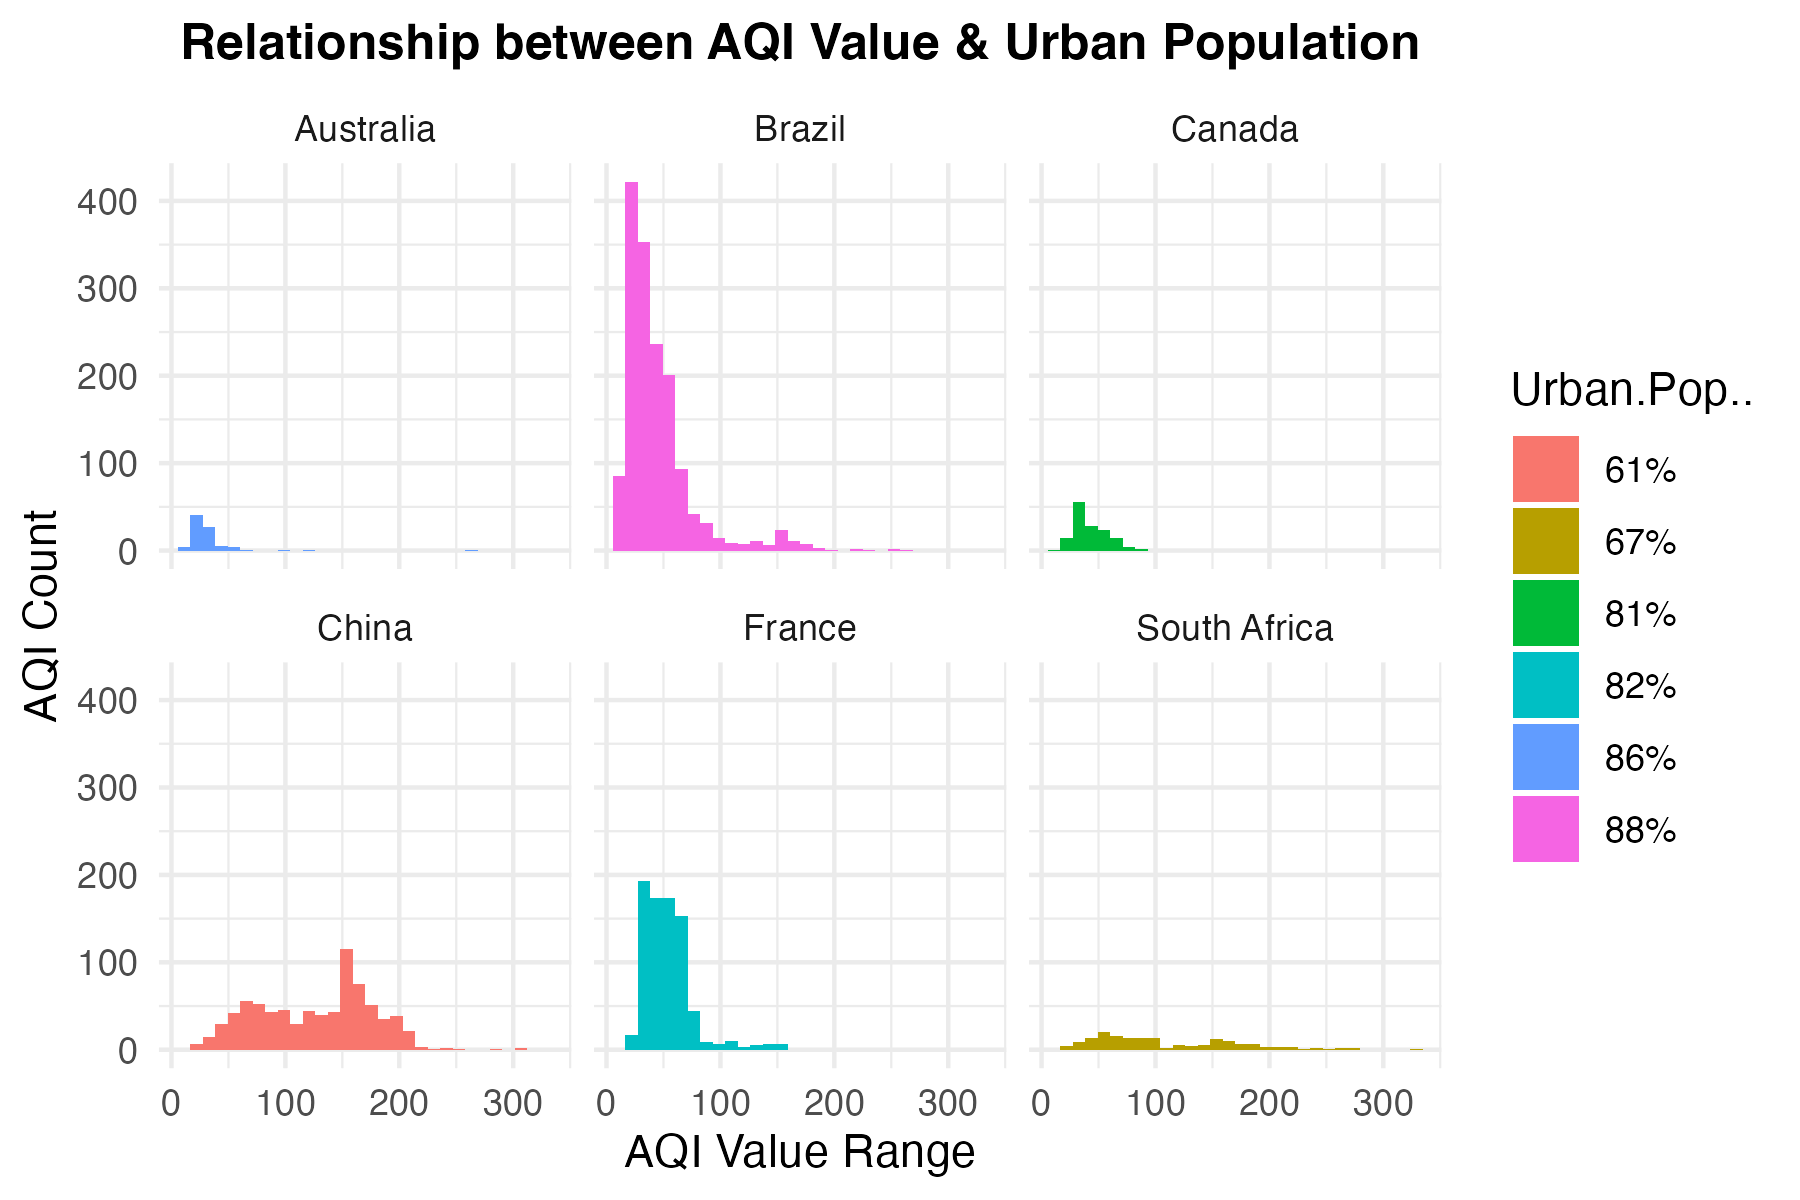 Relationship between AQI Value & Urban Population
Australia
Brazil
Canada
400
300
200
100
0
China
France
South Africa
400
300
200
100
0
0 100 200 300
0 100 200 300
0 100 200 300
AQI Value Range
AQI Count
Urban.Pop..
61%
67%
81%
82%
86%
88%